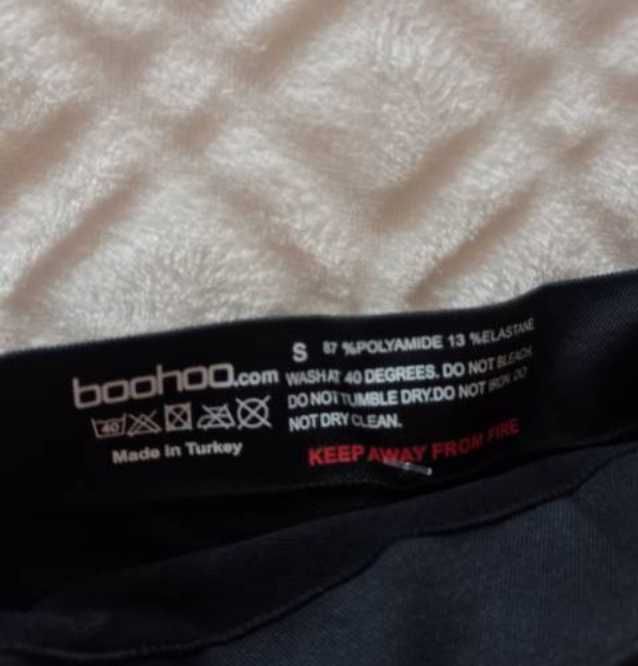 boohoo.com
40
Made in Turkey
S 87 %POLYAMIDE 13 %ELASTANE
WASH AT 40 DEGREES. DO NOT BLEACH
DO NOT TUMBLE DRY.DO NOT IRON. DO
NOT DRY CLEAN.
KEEP AWAY FROM FIRE